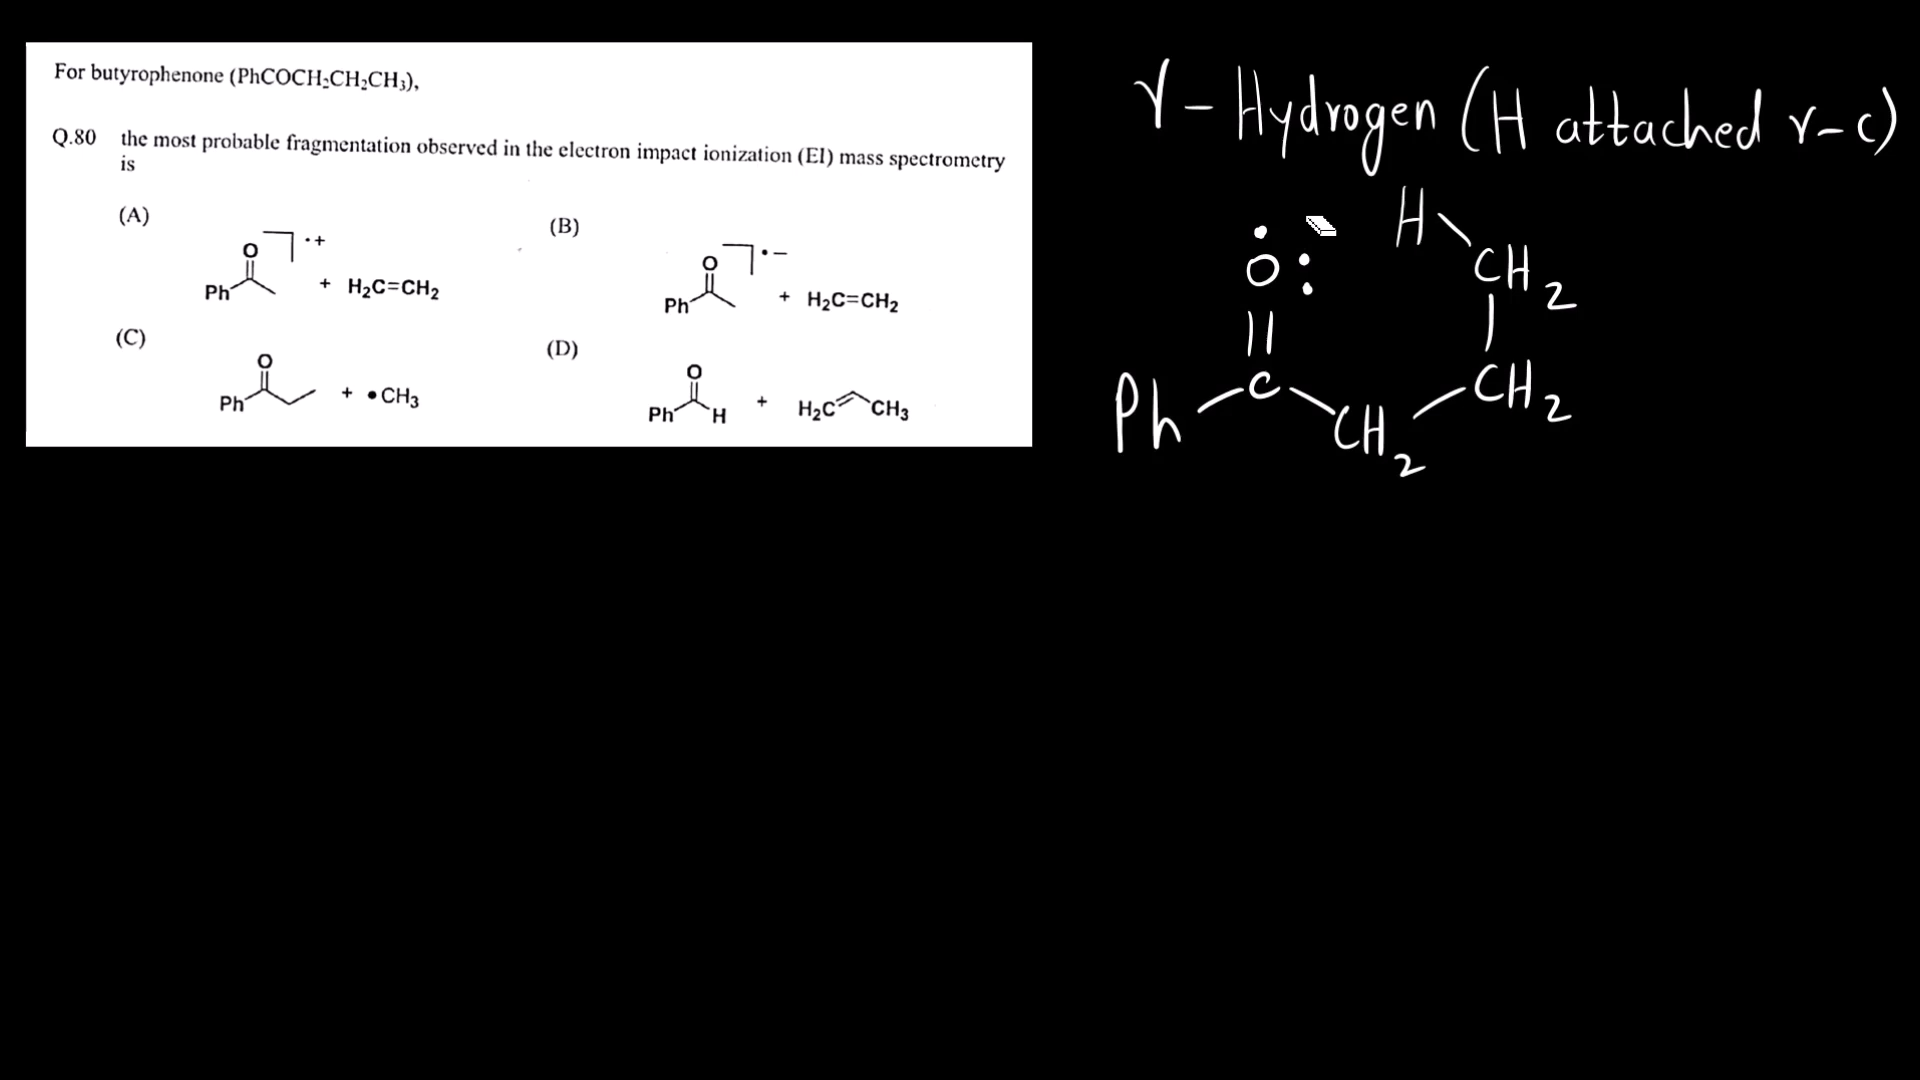 For butyrophenone (PhCOCH₂CH₂CH₃),
Q.80 the most probable fragmentation observed in the electron impact ionization (EI) mass spectrometry
is
(A)
O
Ph
•+
+ H₂C=CH₂
(B)
O
Ph
•−
+ H₂C=CH₂
(C)
O
Ph
+ •CH₃
(D)
O
Ph
H
+ H₂C
CH₃
γ - Hydrogen (H attached γ-C)
H
O
CH₂
Ph
C
CH₂
CH₂